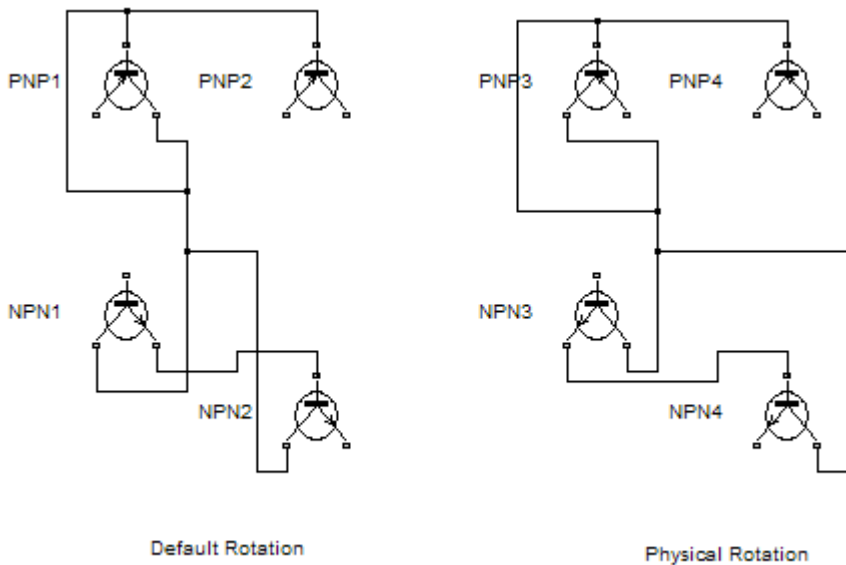 PNP1 PNP2 PNP3 PNP4
NPN1 NPN3
NPN2 NPN4
Default Rotation
Physical Rotation